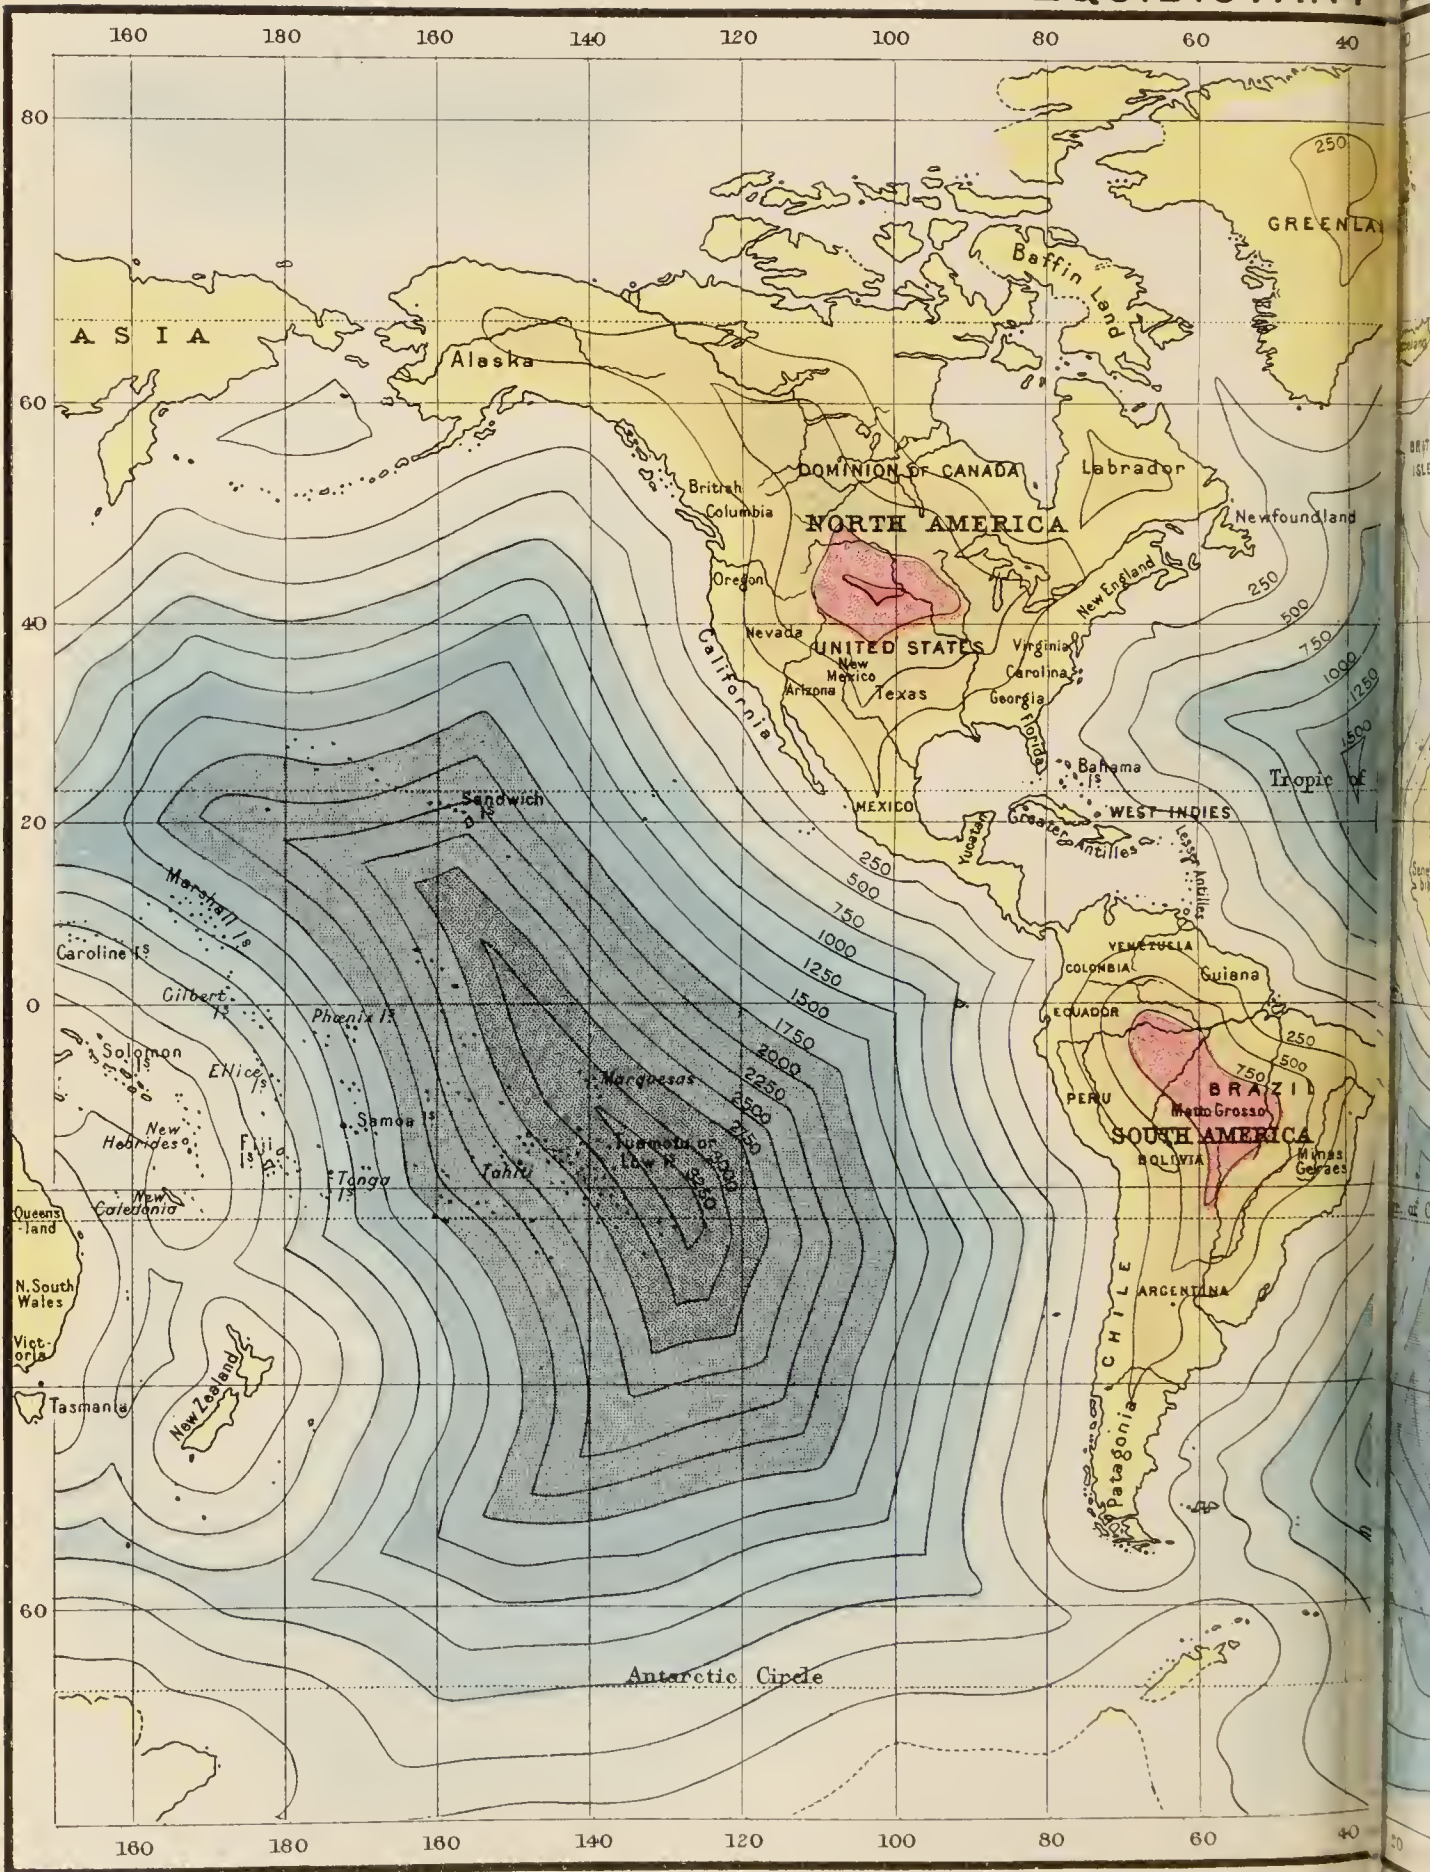 160 180 160 140 120 100 80 60 40
80
250
GREENLA
Baffin Land
ASIA
Alaska
60
DOMINION OF CANADA
Labrador
British
Columbia
NORTH AMERICA
Newfoundland
Oregon
New England
250
500
40
Nevada
UNITED STATES
Virginia
750
California
New
Mexico
Carolina
1000
Arizona
Texas
Georgia
1250
Florida
1500
Bahama
Is
Tropic of
Sandwich
Is
MEXICO
WEST INDIES
20
Yucatan
Greater
Antilles
Lesser Antilles
250
500
Marshall Is
750
Caroline Is
1000
VENEZUELA
COLOMBIA
Guiana
1250
Gilbert
Is
1500
0
Phœnix Is
ECUADOR
1750
250
Solomon
Is
2000
500
Ellice Is
Marquesas
2250
750
BRAZIL
2500
PERU
Matto Grosso
Samoa Is
2750
New
Hebrides
Fiji
Is
Tuamotu or
Low Is
SOUTH AMERICA
3000
BOLIVIA
Minas
Geraes
Tonga
Is
Tahiti
3250
New
Caledonia
Queens
-land
N. South
Wales
CHILE
ARGENTINA
Vict-
oria
New Zealand
Tasmania
Patagonia
60
Antarctic Circle
160 180 160 140 120 100 80 60 40